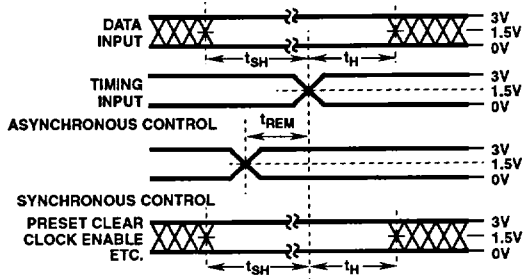 DATA INPUT
3V
1.5V
0V
tSH
tH
TIMING INPUT
3V
1.5V
0V
ASYNCHRONOUS CONTROL
tREM
3V
1.5V
0V
SYNCHRONOUS CONTROL
PRESET CLEAR
CLOCK ENABLE
ETC.
3V
1.5V
0V
tSH
tH